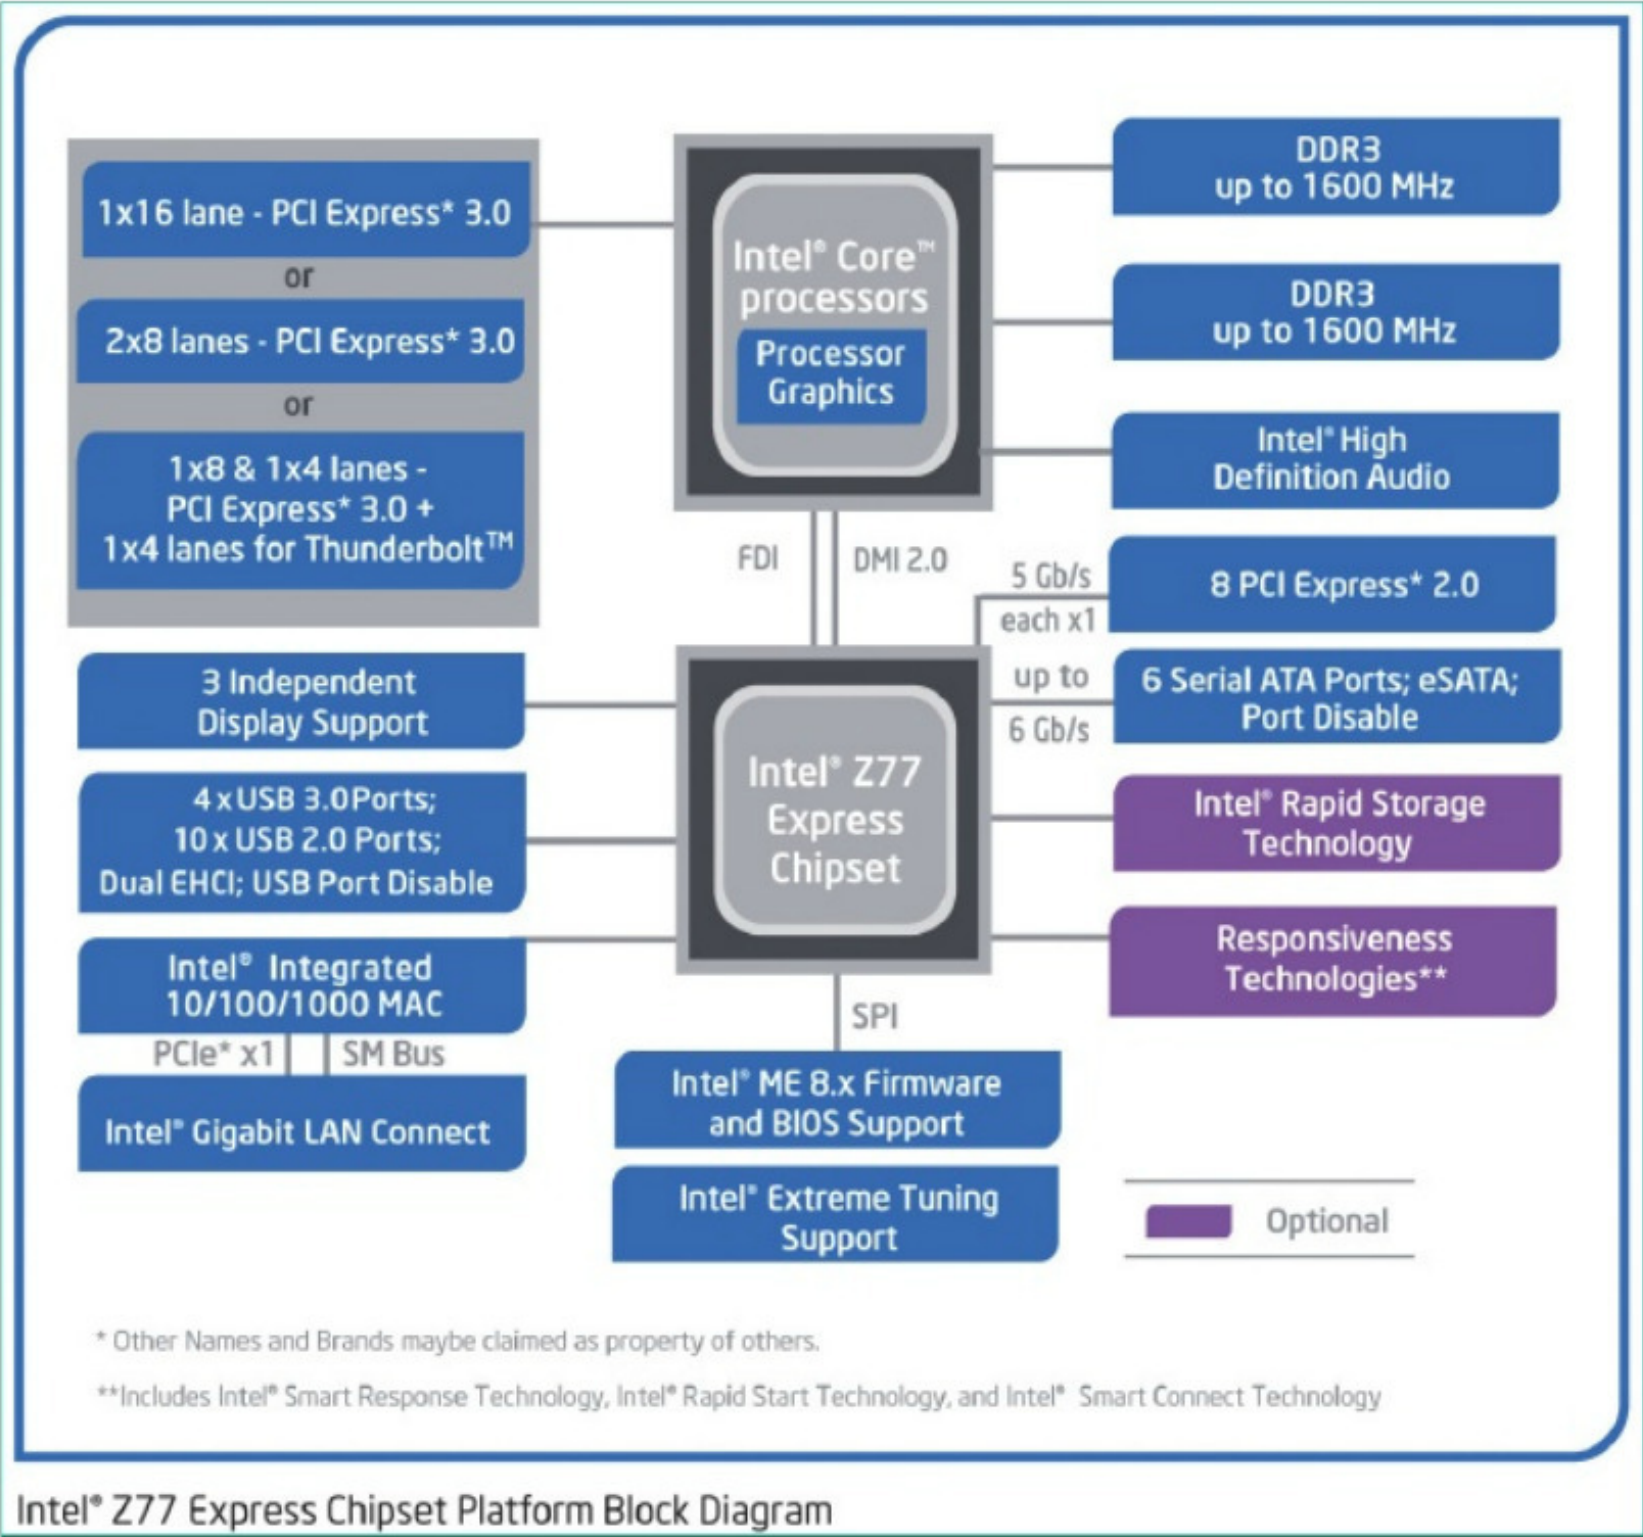 1x16 lane - PCI Express* 3.0
or
2x8 lanes - PCI Express* 3.0
or
1x8 & 1x4 lanes -
PCI Express* 3.0 +
1x4 lanes for Thunderbolt™
Intel® Core™
processors
Processor
Graphics
DDR3
up to 1600 MHz
DDR3
up to 1600 MHz
Intel® High
Definition Audio
FDI
DMI 2.0
5 Gb/s
each x1
8 PCI Express* 2.0
3 Independent
Display Support
4 x USB 3.0 Ports;
10 x USB 2.0 Ports;
Dual EHCI; USB Port Disable
Intel® Integrated
10/100/1000 MAC
PCIe* x1
SM Bus
Intel® Gigabit LAN Connect
Intel® Z77
Express
Chipset
up to
6 Gb/s
6 Serial ATA Ports; eSATA;
Port Disable
Intel® Rapid Storage
Technology
Responsiveness
Technologies**
SPI
Intel® ME 8.x Firmware
and BIOS Support
Intel® Extreme Tuning
Support
Optional
* Other Names and Brands maybe claimed as property of others.
**Includes Intel® Smart Response Technology, Intel® Rapid Start Technology, and Intel® Smart Connect Technology
Intel® Z77 Express Chipset Platform Block Diagram